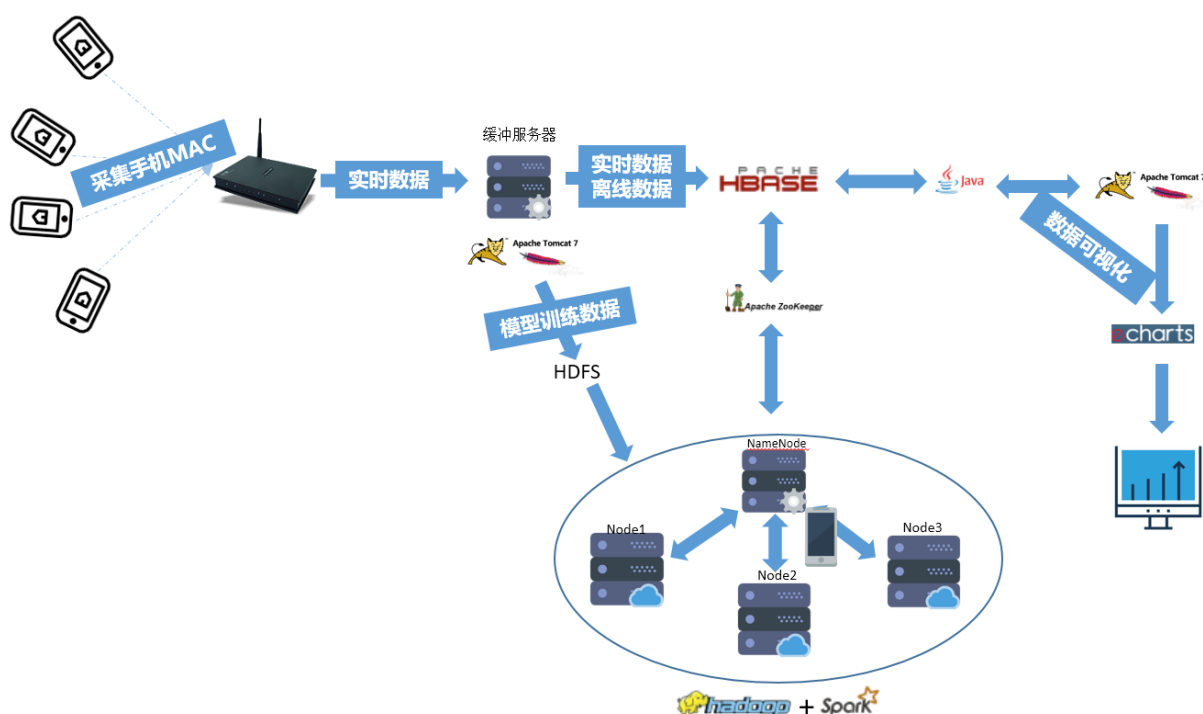 采集手机MAC
实时数据
缓冲服务器
Apache Tomcat 7
实时数据
离线数据
PACHE
HBASE
Java
Apache Tomcat 7
数据可视化
echarts
模型训练数据
HDFS
Apache ZooKeeper
NameNode
Node1
Node2
Node3
hadoop + Spark